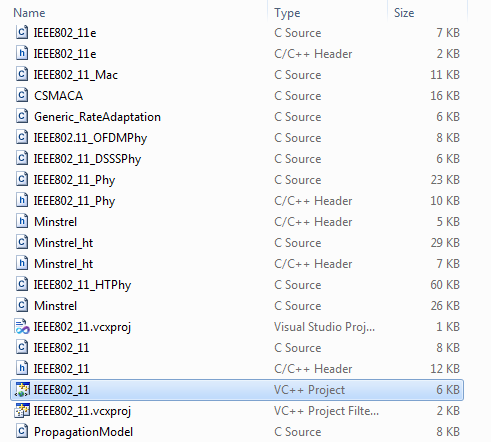 Name Type Size
IEEE802_11e C Source 7 KB
IEEE802_11e C/C++ Header 2 KB
IEEE802_11_Mac C Source 11 KB
CSMACA C Source 16 KB
Generic_RateAdaptation C Source 6 KB
IEEE802.11_OFDMPhy C Source 8 KB
IEEE802_11_DSSSPhy C Source 6 KB
IEEE802_11_Phy C Source 23 KB
IEEE802_11_Phy C/C++ Header 10 KB
Minstrel C/C++ Header 5 KB
Minstrel_ht C Source 29 KB
Minstrel_ht C/C++ Header 7 KB
IEEE802_11_HTPhy C Source 60 KB
Minstrel C Source 26 KB
IEEE802_11.vcxproj Visual Studio Proj... 1 KB
IEEE802_11 C Source 8 KB
IEEE802_11 C/C++ Header 12 KB
IEEE802_11 VC++ Project 6 KB
IEEE802_11.vcxproj VC++ Project Filte... 2 KB
PropagationModel C Source 8 KB